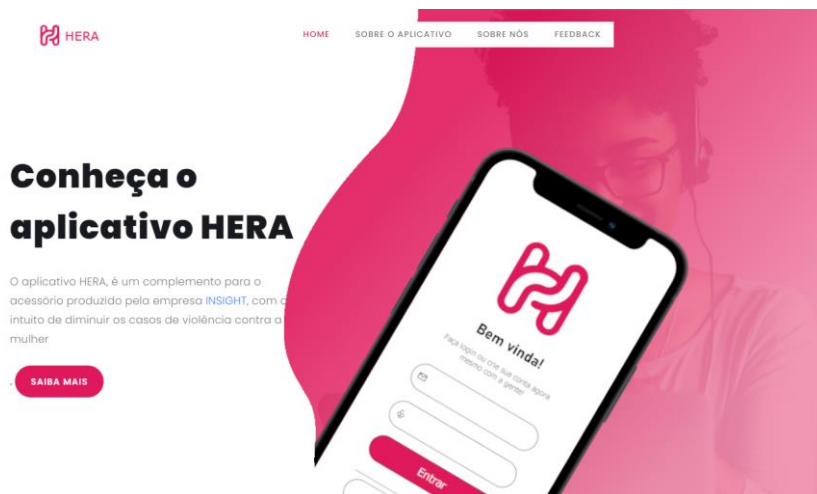 HERA
HOME SOBRE O APLICATIVO SOBRE NÓS FEEDBACK
Conheça o
aplicativo HERA
O aplicativo HERA, é um complemento para o
acessório produzido pela empresa INSIGHT, com o
intuito de diminuir os casos de violência contra a
mulher
. SAIBA MAIS
Bem vinda!
Faça login ou crie sua conta agora
mesmo com a gente!
Entrar